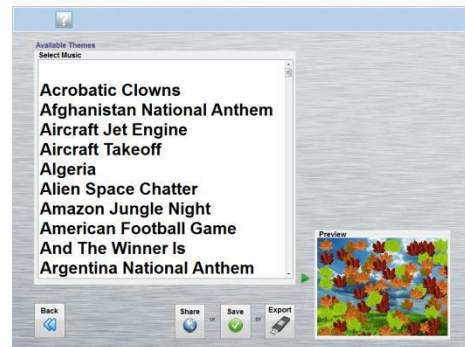 ?
Available Themes
Select Music
Acrobatic Clowns
Afghanistan National Anthem
Aircraft Jet Engine
Aircraft Takeoff
Algeria
Alien Space Chatter
Amazon Jungle Night
American Football Game
And The Winner Is
Argentina National Anthem
Preview
Back
Share or Save or Export